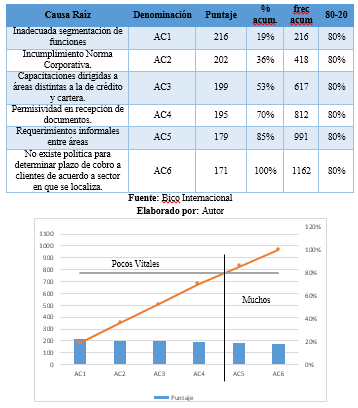 Causa Raíz Denominación Puntaje % acum. frec acum 80-20
Inadecuada segmentación de
funciones AC1 216 19% 216 80%
Incumplimiento Norma
Corporativa. AC2 202 36% 418 80%
Capacitaciones dirigidas a
áreas distintas a la de crédito
y cartera. AC3 199 53% 617 80%
Permisividad en recepción de
documentos. AC4 195 70% 812 80%
Requerimientos informales
entre áreas AC5 179 85% 991 80%
No existe política para
determinar plazo de cobro a
clientes de acuerdo a sector
en que se localiza. AC6 171 100% 1162 80%
Fuente: Bico Internacional
Elaborado por: Autor
120%
1100
1000 100%
900
800 80%
700
600 60%
500
400 40%
300
200 20%
100
0 0%
Pocos Vitales
Muchos
AC1 AC2 AC3 AC4 AC5 AC6
Puntaje